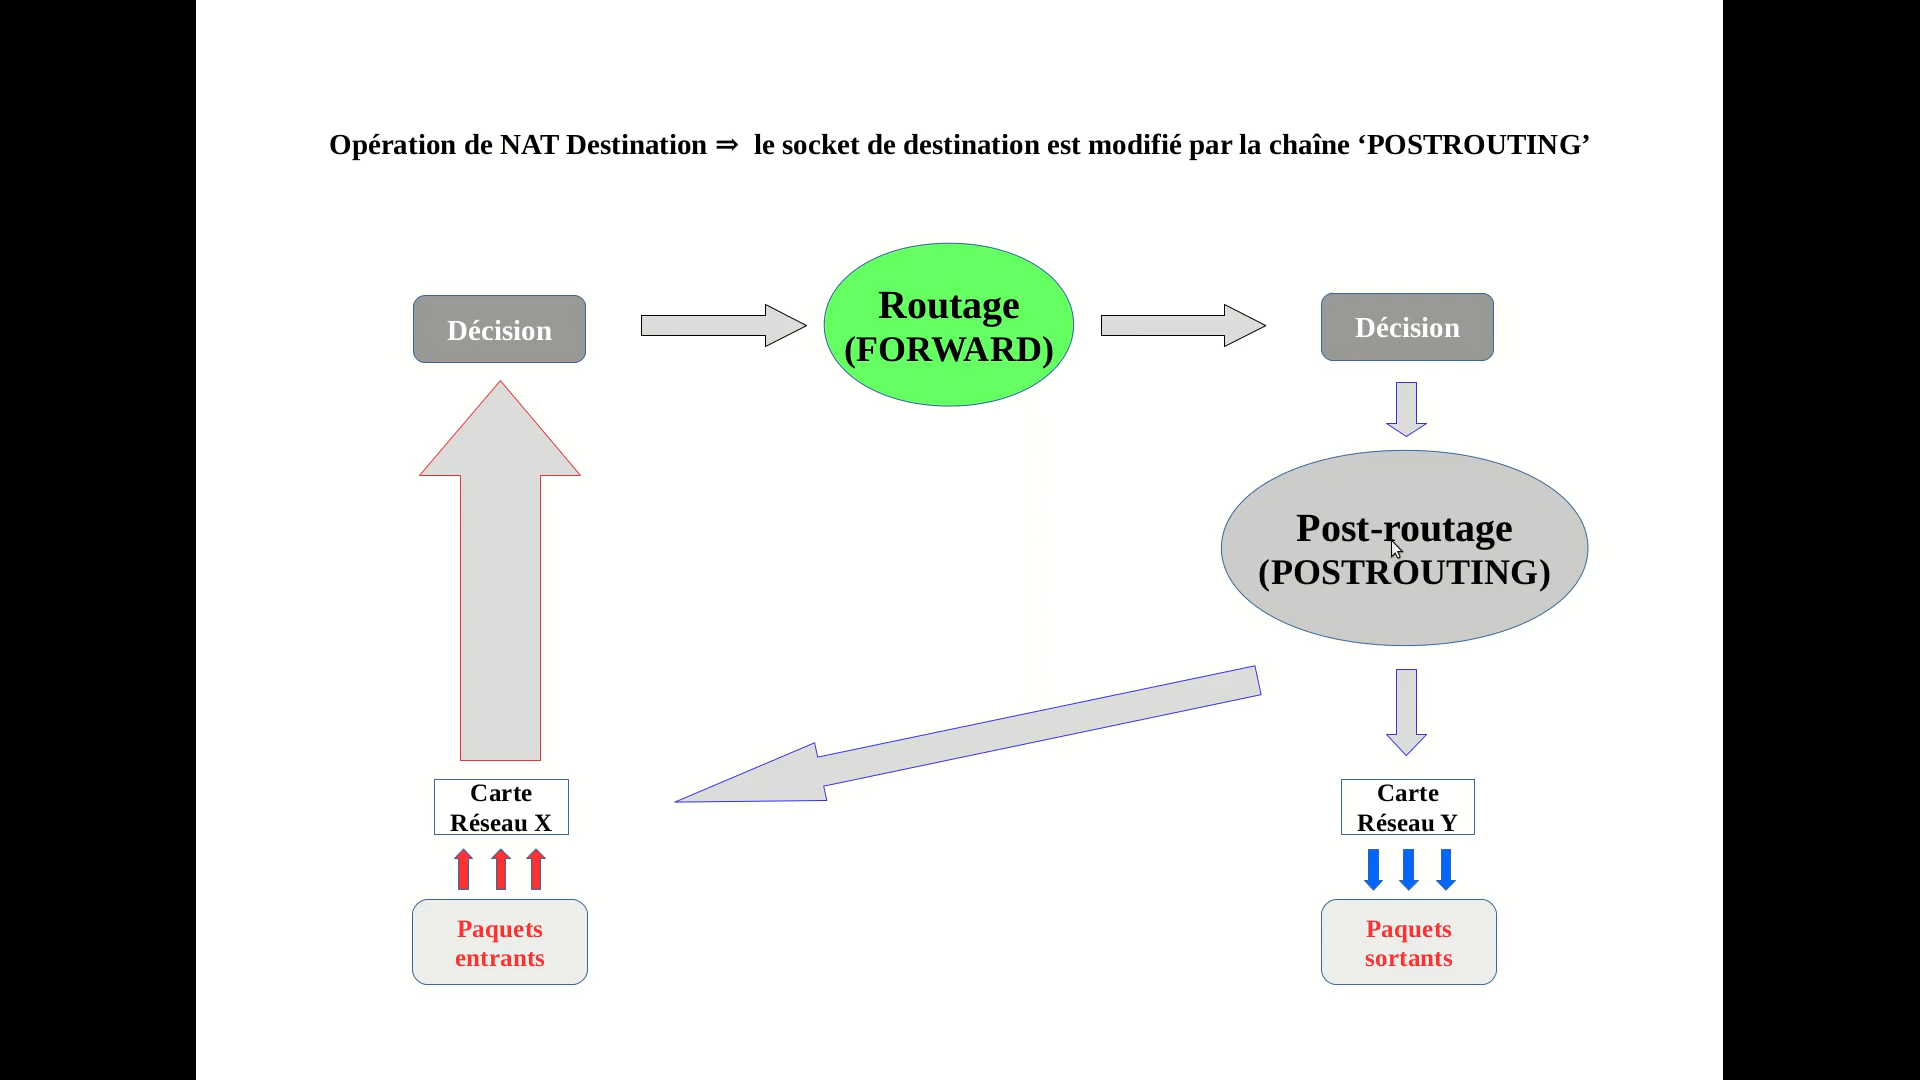 Opération de NAT Destination ⇒ le socket de destination est modifié par la chaîne ‘POSTROUTING’
Décision
Routage
(FORWARD)
Décision
Post-routage
(POSTROUTING)
Carte
Réseau X
Carte
Réseau Y
Paquets
entrants
Paquets
sortants